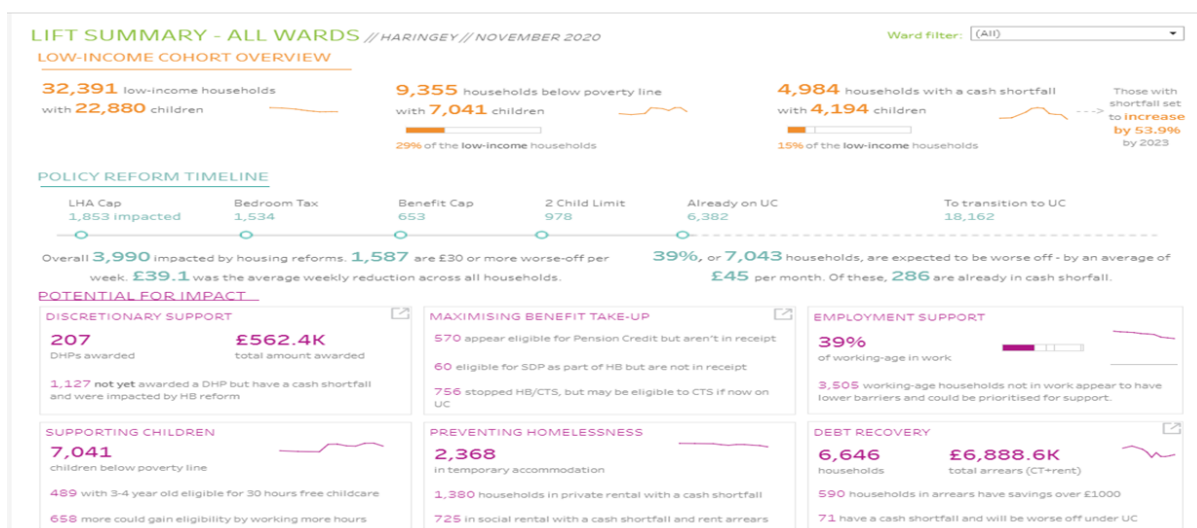 LIFT SUMMARY - ALL WARDS // HARINGEY // NOVEMBER 2020
Ward filter: (All)
LOW-INCOME COHORT OVERVIEW
32,391 low-income households
with 22,880 children
9,355 households below poverty line
with 7,041 children
29% of the low-income households
4,984 households with a cash shortfall
with 4,194 children
15% of the low-income households
Those with
shortfall set
to increase
by 53.9%
by 2023
POLICY REFORM TIMELINE
LHA Cap
1,853 impacted
Bedroom Tax
1,534
Benefit Cap
653
2 Child Limit
978
Already on UC
6,382
To transition to UC
18,162
Overall 3,990 impacted by housing reforms. 1,587 are £30 or more worse-off per
week. £39.1 was the average weekly reduction across all households.
39%, or 7,043 households, are expected to be worse off - by an average of
£45 per month. Of these, 286 are already in cash shorfall.
POTENTIAL FOR IMPACT
DISCRETIONARY SUPPORT
207
DHPs awarded
£562.4K
total amount awarded
1,127 not yet awarded a DHP but have a cash shortfall
and were impacted by HB reform
MAXIMISING BENEFIT TAKE-UP
570 appear eligible for Pension Credit but aren't in receipt
60 eligible for SDP as part of HB but are not in receipt
756 stopped HB/CTS, but may be eligible to CTS if now on
UC
EMPLOYMENT SUPPORT
39%
of working-age in work
3,505 working-age households not in work appear to have
lower barriers and could be prioritised for support.
SUPPORTING CHILDREN
7,041
children below poverty line
489 with 3-4 year old eligible for 30 hours free childcare
658 more could gain eligibility by working more hours
PREVENTING HOMELESSNESS
2,368
in temporary accommodation
1,380 households in private rental with a cash shortfall
725 in social rental with a cash shortfall and rent arrears
DEBT RECOVERY
6,646
households
£6,888.6K
total arrears (CT+rent)
590 households in arrears have savings over £1000
71 have a cash shortfall and will be worse off under UC